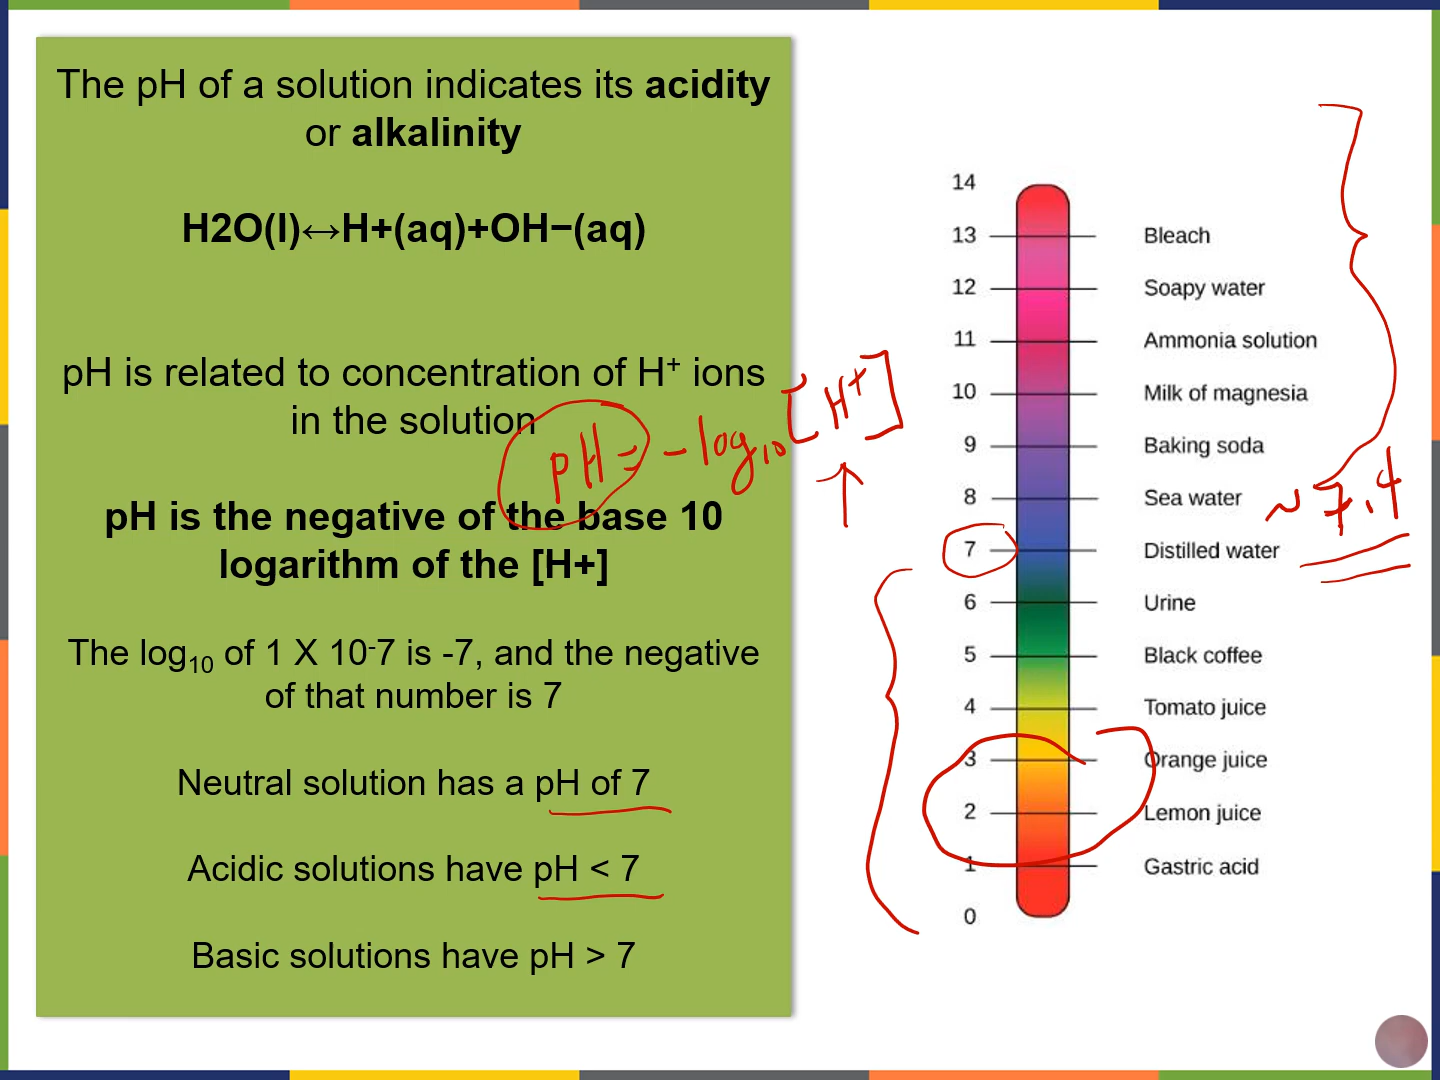 The pH of a solution indicates its acidity
or alkalinity
H2O(l)↔H+(aq)+OH−(aq)
pH is related to concentration of H⁺ ions
in the solution
pH = - log₁₀ [H⁺]
pH is the negative of the base 10
logarithm of the [H+]
The log₁₀ of 1 X 10⁻7 is -7, and the negative
of that number is 7
Neutral solution has a pH of 7
Acidic solutions have pH < 7
Basic solutions have pH > 7
14
13 Bleach
12 Soapy water
11 Ammonia solution
10 Milk of magnesia
9 Baking soda
8 Sea water
~ 7.4
7 Distilled water
6 Urine
5 Black coffee
4 Tomato juice
3 Orange juice
2 Lemon juice
1 Gastric acid
0